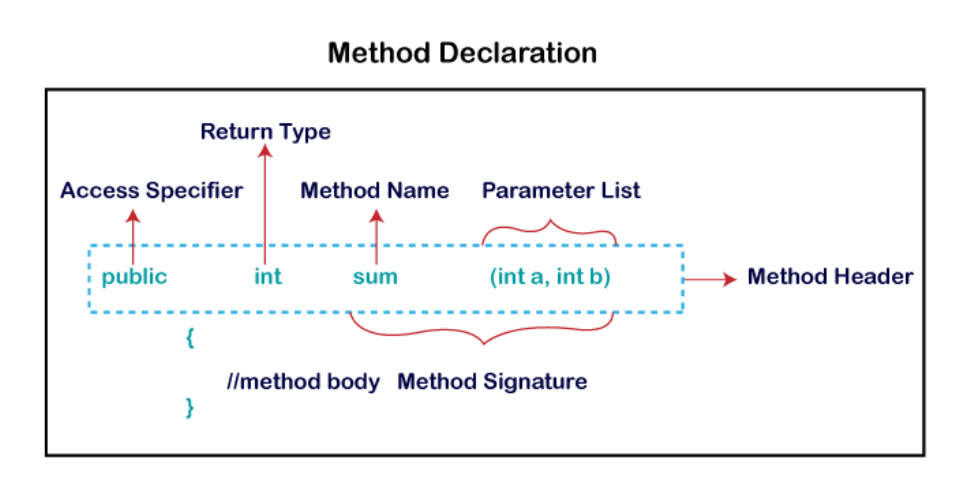 Method Declaration
Return Type
Access Specifier Method Name Parameter List
public int sum (int a, int b) Method Header
{
//method body Method Signature
}